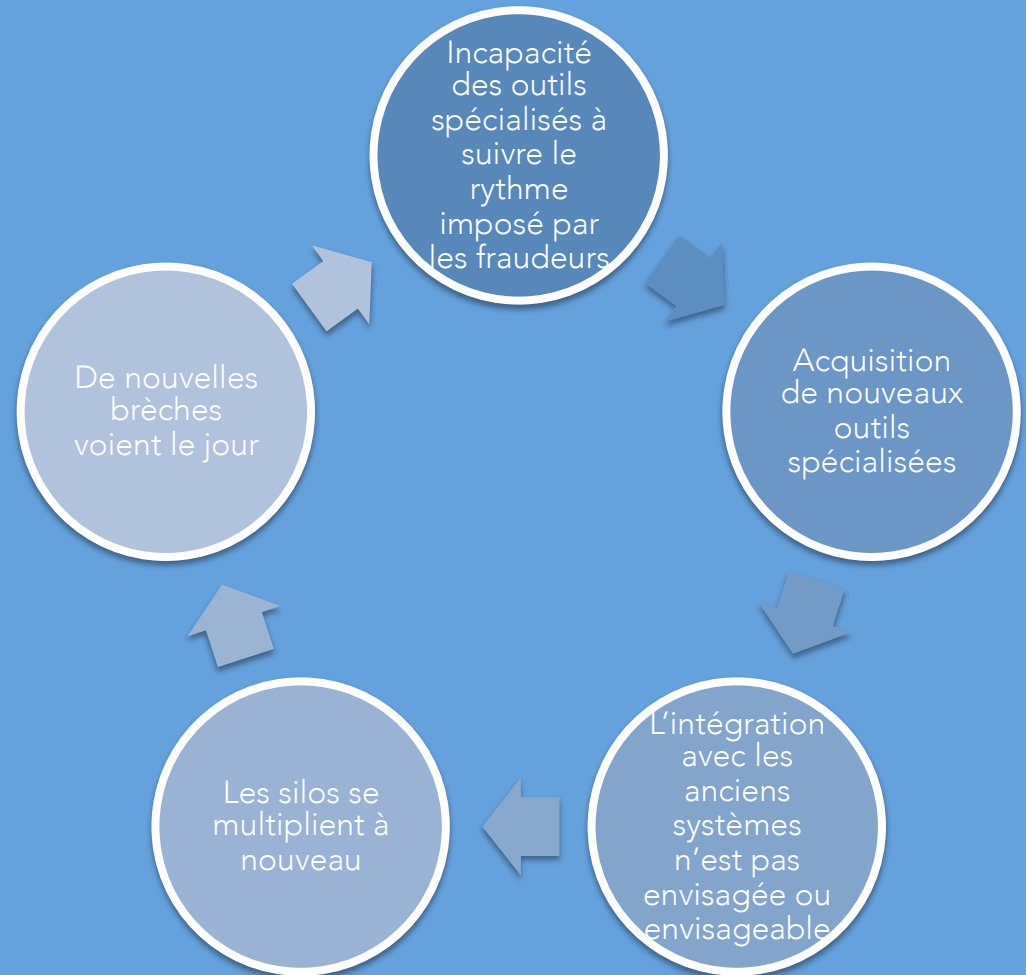 Incapacité
des outils
spécialisés à
suivre le
rythme
imposé par
les fraudeurs
Acquisition
de nouveaux
outils
spécialisées
L’intégration
avec les
anciens
systèmes
n’est pas
envisagée ou
envisageable
Les silos se
multiplient à
nouveau
De nouvelles
brèches
voient le jour